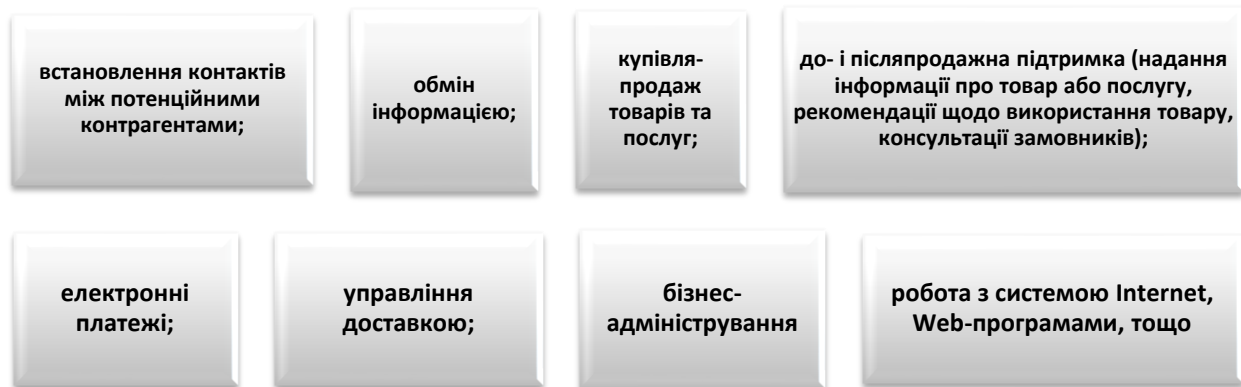 встановлення контактів
між потенційними
контрагентами;
обмін
інформацією;
купівля-
продаж
товарів та
послуг;
до- і післяпродажна підтримка (надання
інформації про товар або послугу,
рекомендації щодо використання товару,
консультації замовників);
електронні
платежі;
управління
доставкою;
бізнес-
адміністрування
робота з системою Internet,
Web-програмами, тощо